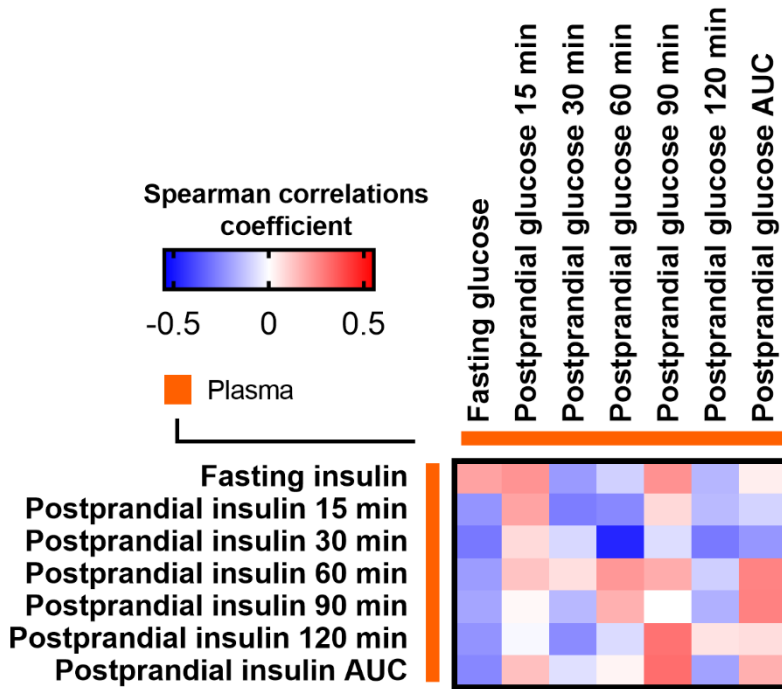 Spearman correlations
coefficient
-0.5 0 0.5
Plasma
Fasting glucose
Postprandial glucose 15 min
Postprandial glucose 30 min
Postprandial glucose 60 min
Postprandial glucose 90 min
Postprandial glucose 120 min
Postprandial glucose AUC
Fasting insulin
Postprandial insulin 15 min
Postprandial insulin 30 min
Postprandial insulin 60 min
Postprandial insulin 90 min
Postprandial insulin 120 min
Postprandial insulin AUC